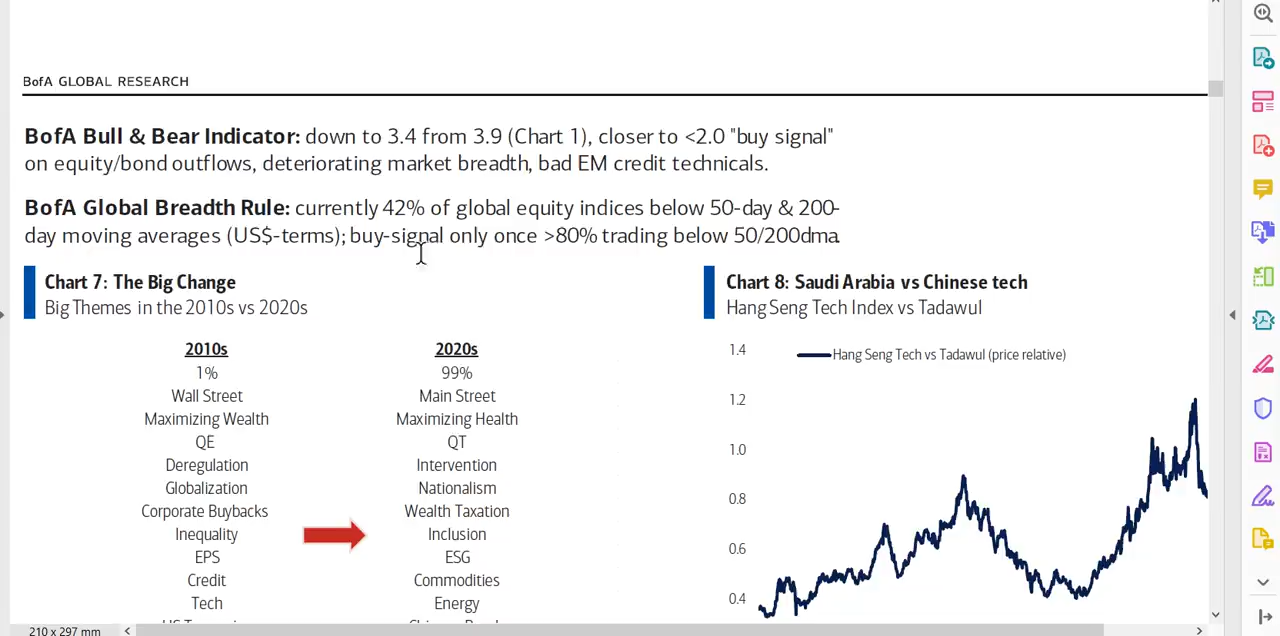 BofA GLOBAL RESEARCH
BofA Bull & Bear Indicator: down to 3.4 from 3.9 (Chart 1), closer to <2.0 "buy signal"
on equity/bond outflows, deteriorating market breadth, bad EM credit technicals.
BofA Global Breadth Rule: currently 42% of global equity indices below 50-day & 200-
day moving averages (US$-terms); buy-signal only once >80% trading below 50/200dma.
Chart 7: The Big Change
Big Themes in the 2010s vs 2020s
2010s 2020s
1% 99%
Wall Street Main Street
Maximizing Wealth Maximizing Health
QE QT
Deregulation Intervention
Globalization Nationalism
Corporate Buybacks Wealth Taxation
Inequality Inclusion
EPS ESG
Credit Commodities
Tech Energy
Chart 8: Saudi Arabia vs Chinese tech
Hang Seng Tech Index vs Tadawul
Hang Seng Tech vs Tadawul (price relative)
1.4
1.2
1.0
0.8
0.6
0.4
210 x 297 mm